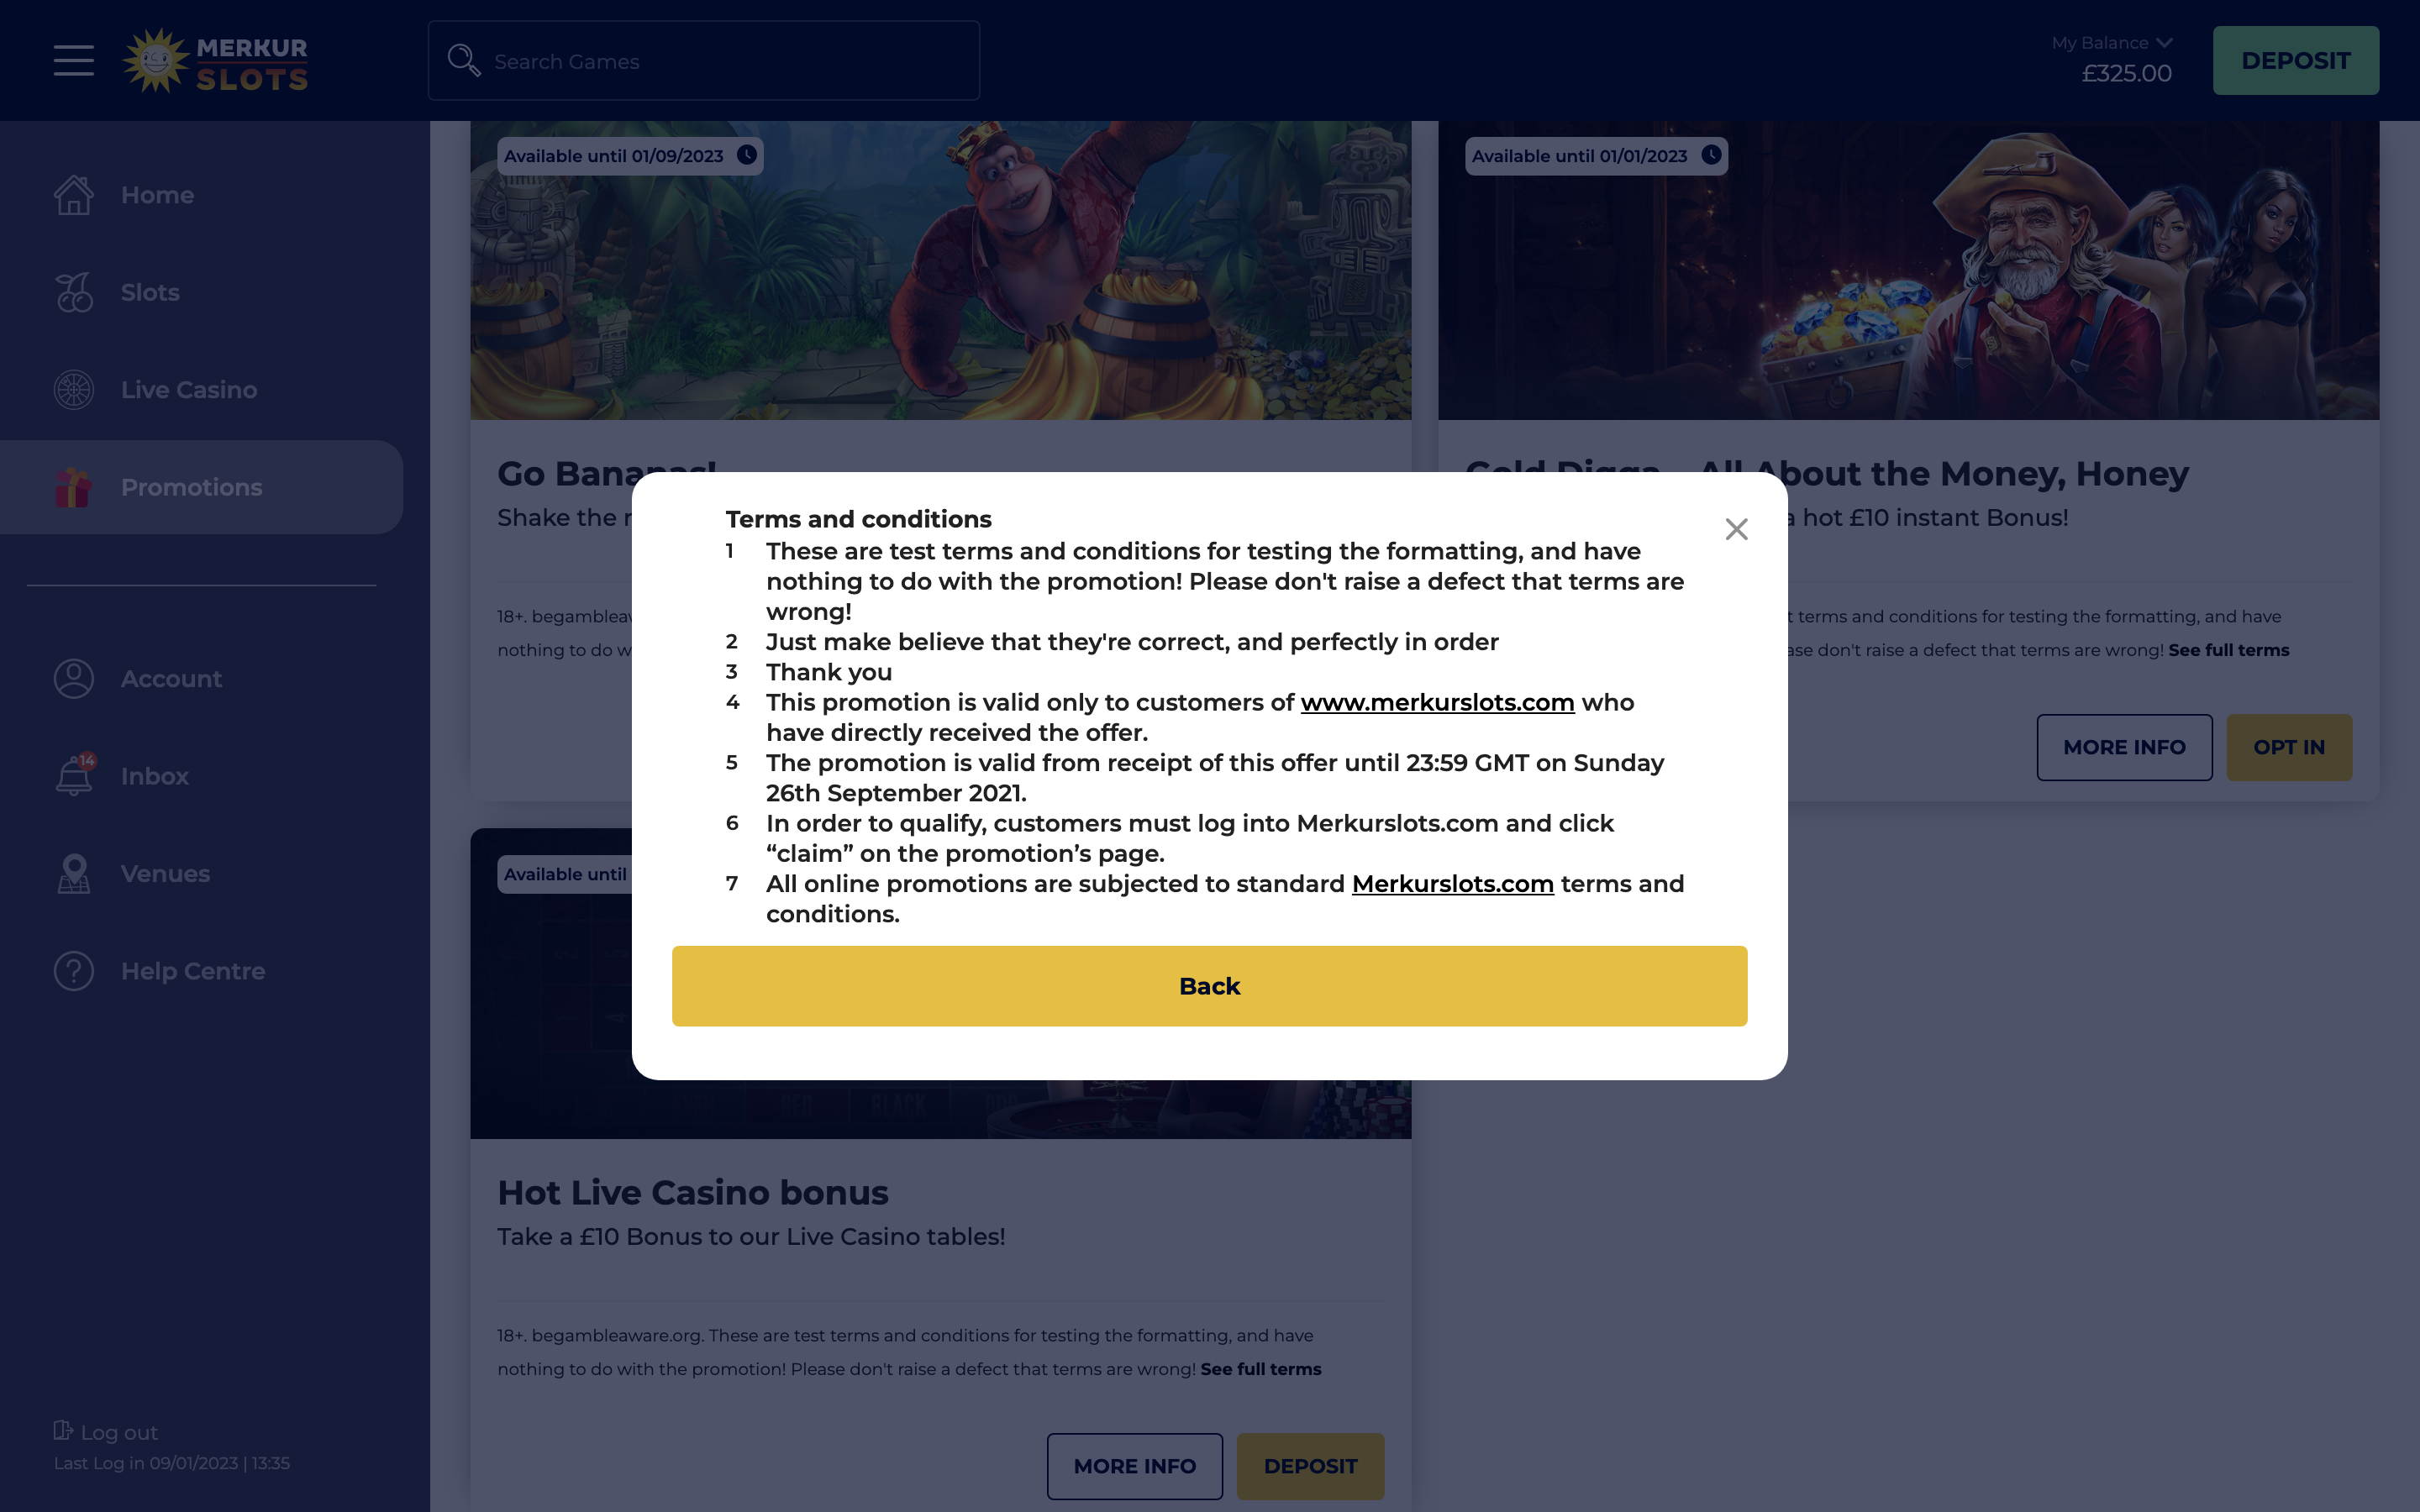 MERKUR
SLOTS
Search Games
My Balance
£325.00
DEPOSIT
Home
Slots
Live Casino
Promotions
Account
14
Inbox
Venues
Help Centre
Log out
Last Log in 09/01/2023 | 13:35
Available until 01/09/2023
Available until 01/01/2023
Go Bananas!
Shake the
Gold Digga - All About the Money, Honey
a hot £10 instant Bonus!
18+. begambleaw
nothing to do w
terms and conditions for testing the formatting, and have
don't raise a defect that terms are wrong! See full terms
MORE INFO
OPT IN
Terms and conditions
1 These are test terms and conditions for testing the formatting, and have
nothing to do with the promotion! Please don't raise a defect that terms are
wrong!
2 Just make believe that they're correct, and perfectly in order
3 Thank you
4 This promotion is valid only to customers of www.merkurslots.com who
have directly received the offer.
5 The promotion is valid from receipt of this offer until 23:59 GMT on Sunday
26th September 2021.
6 In order to qualify, customers must log into Merkurslots.com and click
“claim” on the promotion’s page.
7 All online promotions are subjected to standard Merkurslots.com terms and
conditions.
Back
Available until
RED
BLACK
Hot Live Casino bonus
Take a £10 Bonus to our Live Casino tables!
18+. begambleaware.org. These are test terms and conditions for testing the formatting, and have
nothing to do with the promotion! Please don't raise a defect that terms are wrong! See full terms
MORE INFO
DEPOSIT